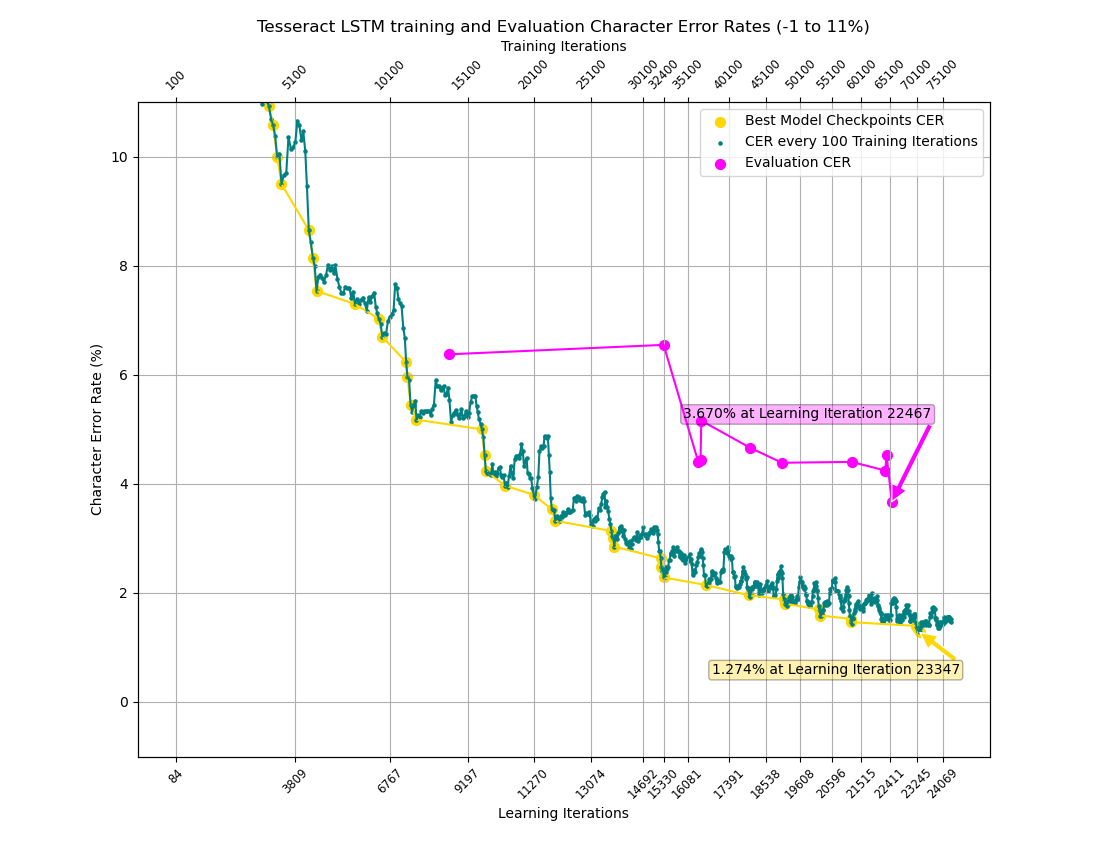 Tesseract LSTM training and Evaluation Character Error Rates (-1 to 11%)
Training Iterations
100 5100 10100 15100 20100 25100 30100 32400 35100 40100 45100 50100 55100 60100 65100 70100 75100
Best Model Checkpoints CER
CER every 100 Training Iterations
Evaluation CER
10
8
6
4
2
0
Character Error Rate (%)
3.670% at Learning Iteration 22467
1.274% at Learning Iteration 23347
84 3809 6767 9197 11270 13074 14692 15330 16081 17391 18538 19608 20596 21515 22411 23245 24069
Learning Iterations